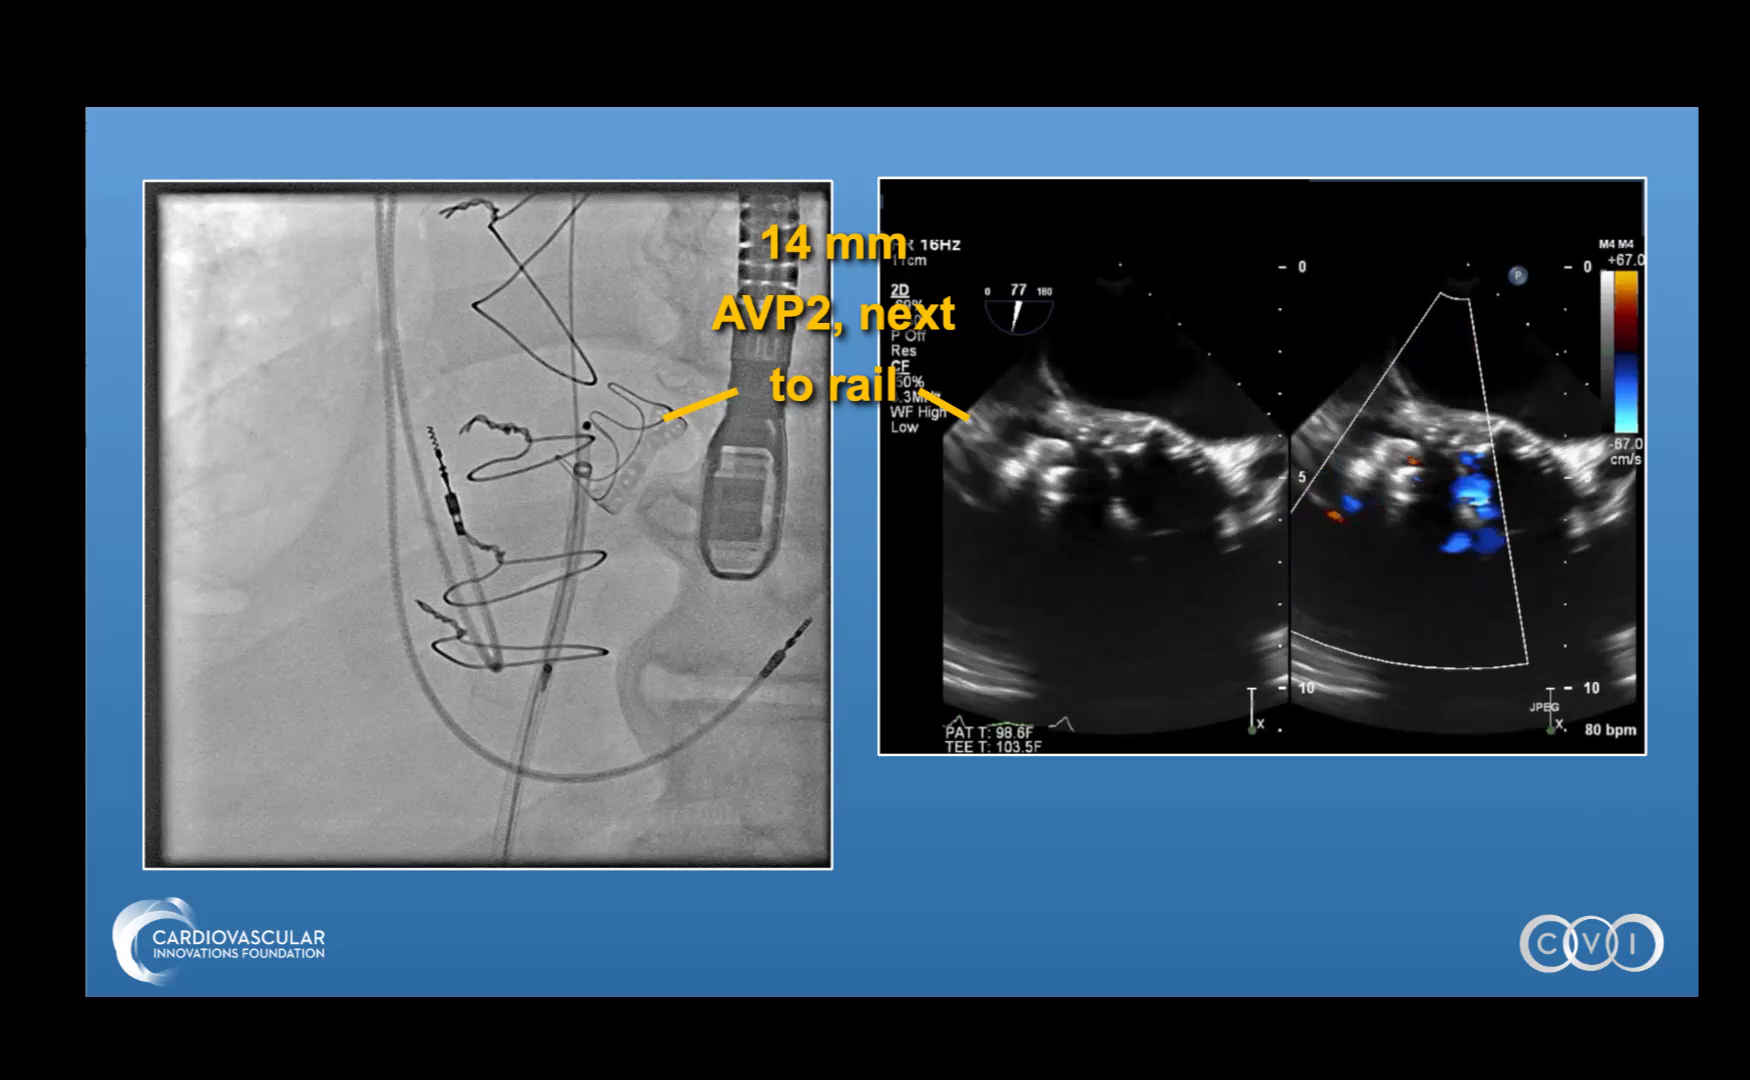 14 mm
AVP2, next
to rail
16Hz
11cm
2D
P Off
Res
CF
50%
WF High
Low
0 77 180
PAT T: 98.6F
TEE T: 103.5F
0
5
10
P
M4 M4
+67.0
-67.0
cm/s
0
10
JPEG
X
X
80 bpm
CARDIOVASCULAR
INNOVATIONS FOUNDATION
CVI